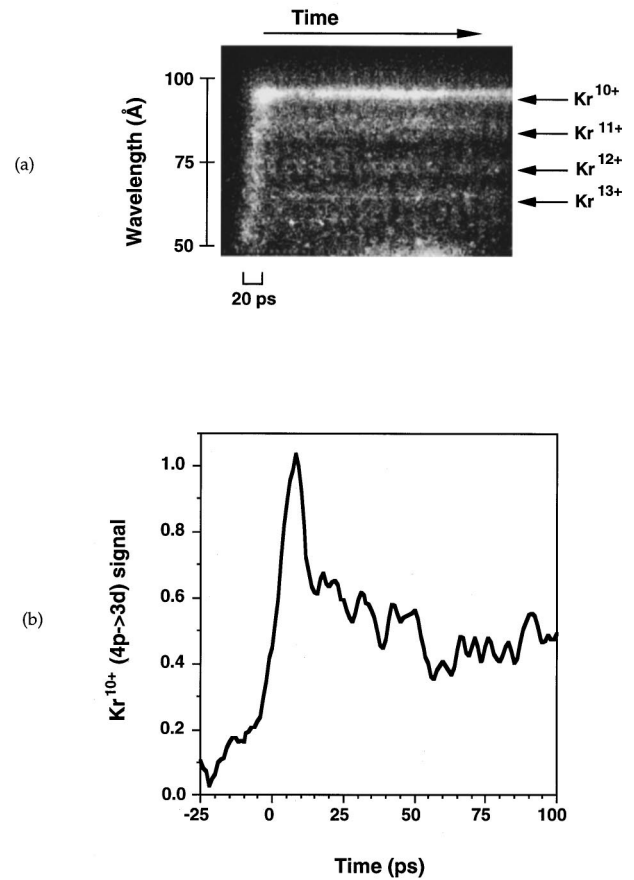 Time
(a)
Wavelength (Å)
100
75
50
Kr10+
Kr11+
Kr12+
Kr13+
20 ps
(b)
Kr10+ (4p->3d) signal
1.0
0.8
0.6
0.4
0.2
0.0
-25 0 25 50 75 100
Time (ps)